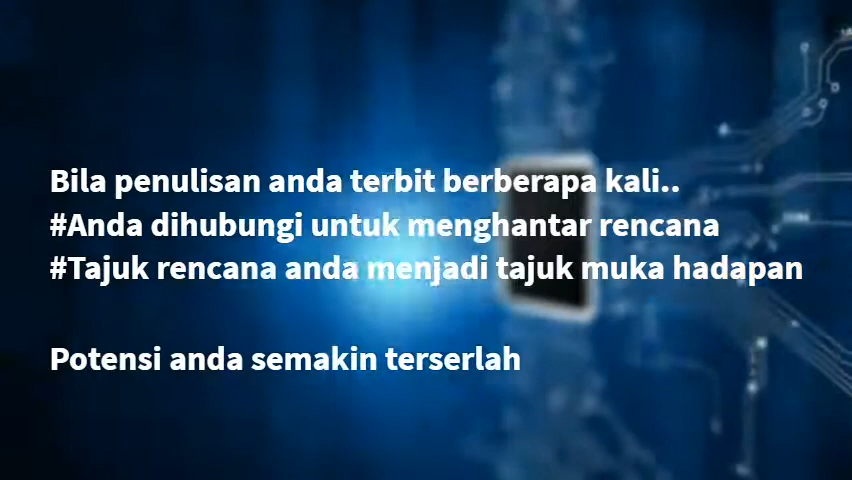 Bila penulisan anda terbit berberapa kali..
#Anda dihubungi untuk menghantar rencana
#Tajuk rencana anda menjadi tajuk muka hadapan
Potensi anda semakin terserlah